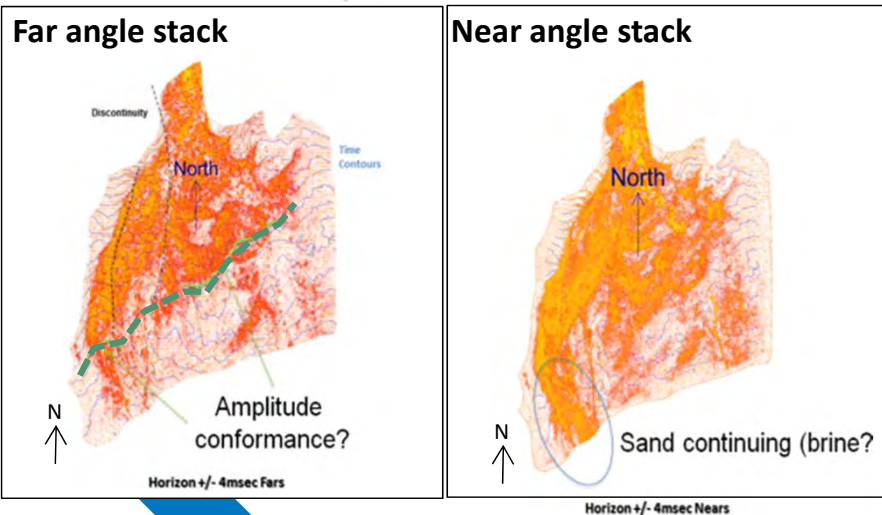 Far angle stack
Discontinuity
Time
Contours
North
N
Amplitude
conformance?
Horizon +/- 4msec Fars
Near angle stack
North
N
Sand continuing (brine?
Horizon +/- 4msec Nears